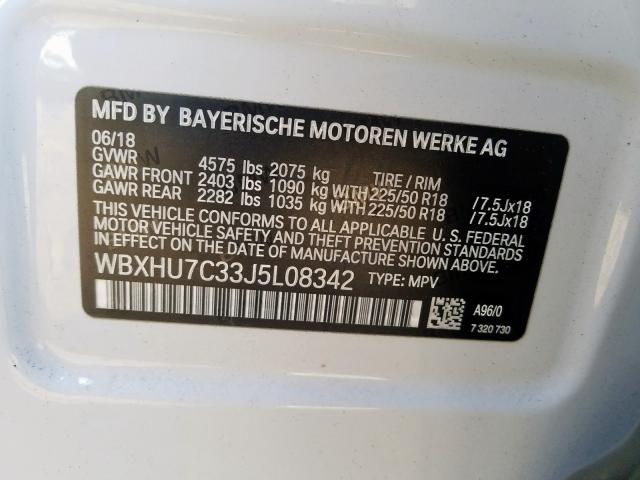 MFD BY BAYERISCHE MOTOREN WERKE AG
06/18
GVWR 4575 lbs 2075 kg TIRE / RIM
GAWR FRONT 2403 lbs 1090 kg WITH 225/50 R18 /7.5Jx18
GAWR REAR 2282 lbs 1035 kg WITH 225/50 R18 /7.5Jx18
THIS VEHICLE CONFORMS TO ALL APPLICABLE U.S. FEDERAL
MOTOR VEHICLE SAFETY AND THEFT PREVENTION STANDARDS
IN EFFECT ON THE DATE OF MANUFACTURE SHOWN ABOVE.
WBXHU7C33J5L08342 TYPE: MPV
A96/0
7 320 730